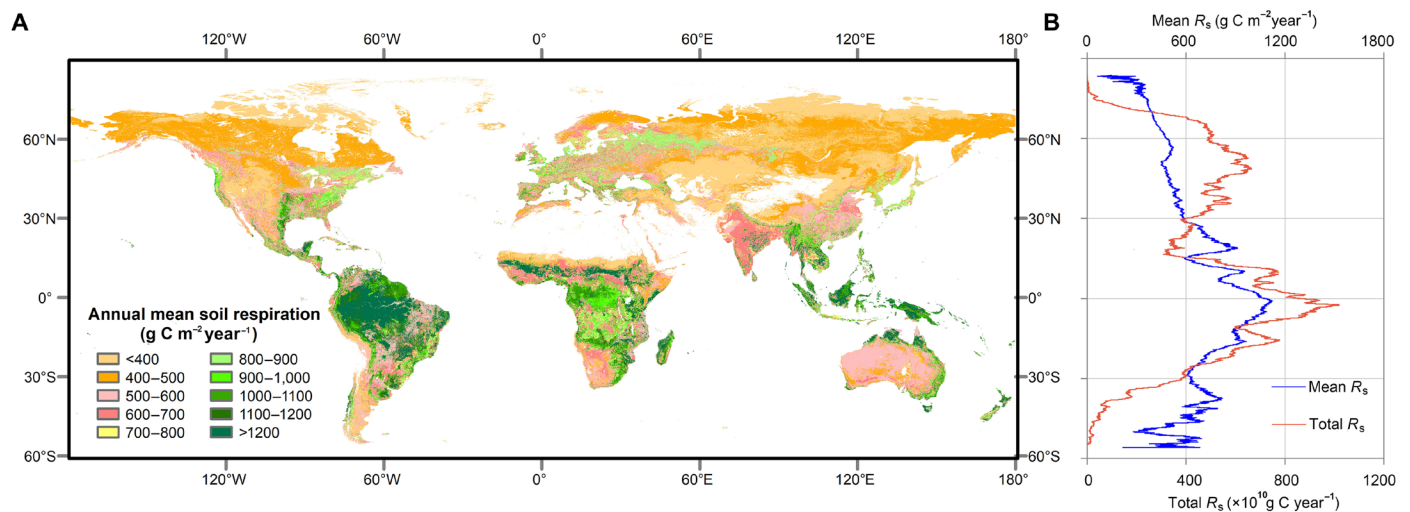 A
120°W 60°W 0° 60°E 120°E 180°
60°N
30°N
0°
30°S
60°S
Annual mean soil respiration
(g C m⁻² year⁻¹)
<400 800–900
400–500 900–1,000
500–600 1000–1100
600–700 1100–1200
700–800 >1200
120°W 60°W 0° 60°E 120°E 180°
B
Mean Rs (g C m⁻²year⁻¹)
0 600 1200 1800
60°N
30°N
0°
30°S
60°S
Mean Rs
Total Rs
0 400 800 1200
Total Rs (×10¹⁰g C year⁻¹)